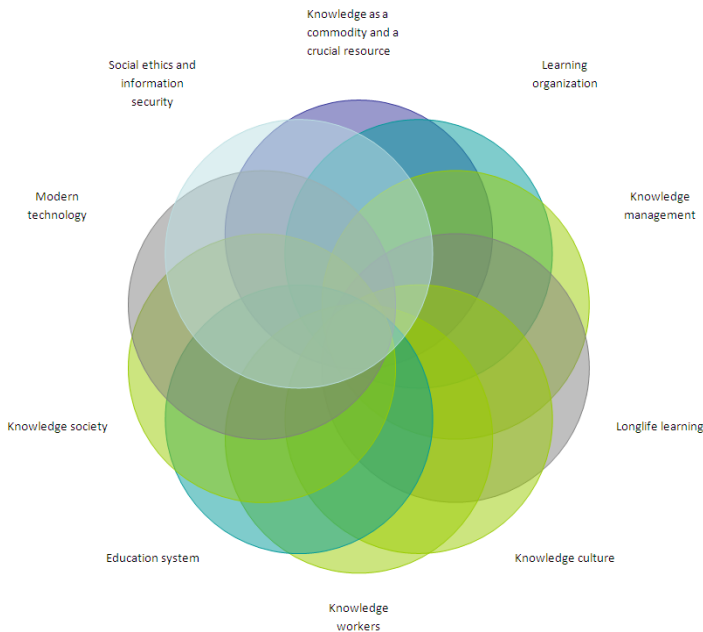 Knowledge as a
commodity and a
crucial resource
Social ethics and
information
security
Learning
organization
Modern
technology
Knowledge
management
Knowledge society
Longlife learning
Education system
Knowledge culture
Knowledge
workers